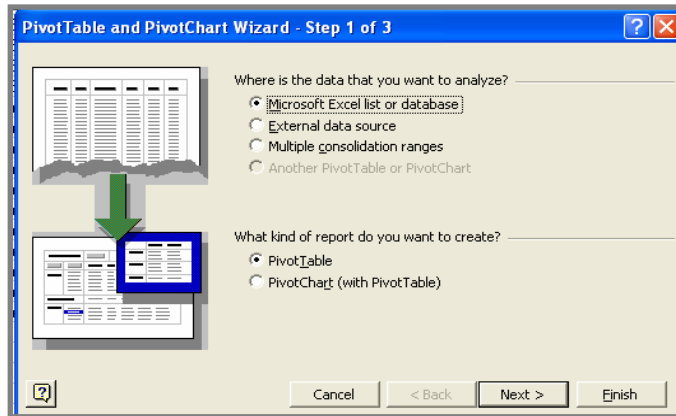 PivotTable and PivotChart Wizard - Step 1 of 3
Where is the data that you want to analyze?
Microsoft Excel list or database
External data source
Multiple consolidation ranges
Another PivotTable or PivotChart
What kind of report do you want to create?
PivotTable
PivotChart (with PivotTable)
Cancel
< Back
Next >
Finish